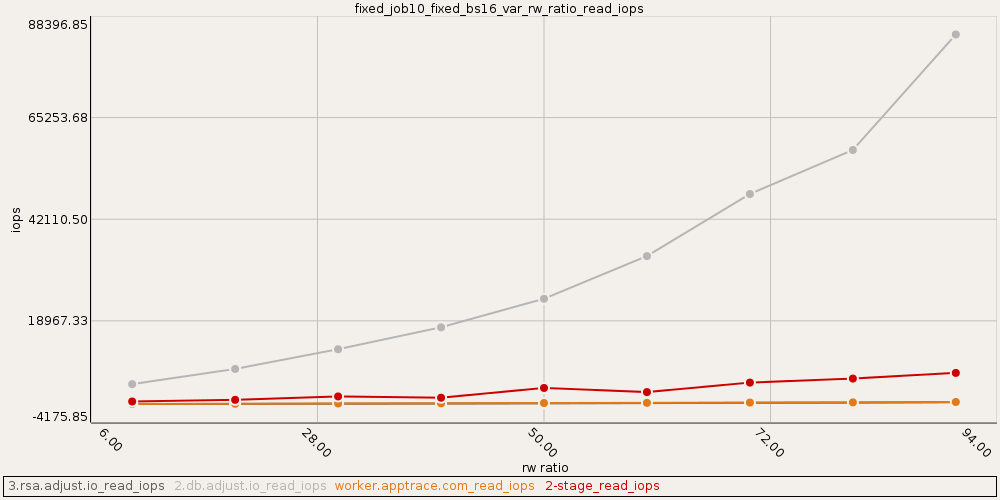 fixed_job10_fixed_bs16_var_rw_ratio_read_iops
88396.85
65253.68
42110.50
18967.33
-4175.85
iops
6.00
28.00
50.00
72.00
94.00
rw ratio
3.rsa.adjust.io_read_iops 2.db.adjust.io_read_iops worker.apptrace.com_read_iops 2-stage_read_iops